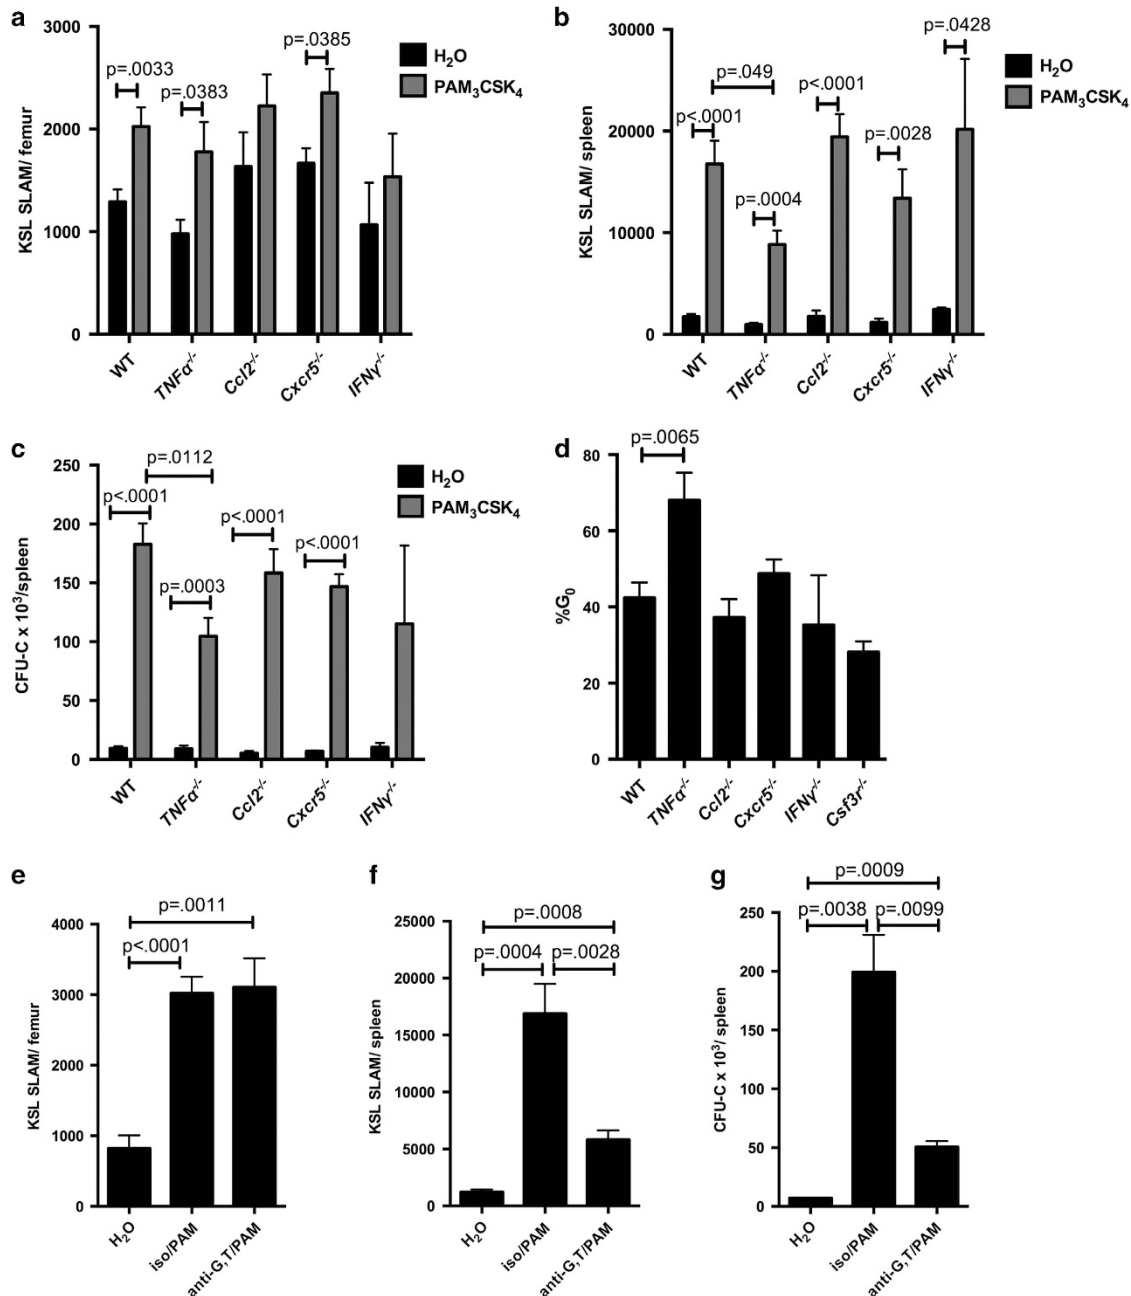 a
3000
2000
1000
0
KSL SLAM/ femur
p=.0033
p=.0383
p=.0385
H₂O
PAM₃CSK₄
WT
TNFα-/-
Ccl2-/-
Cxcr5-/-
IFNγ-/-
b
30000
20000
10000
0
KSL SLAM/ spleen
p<.0001
p=.049
p=.0004
p<.0001
p=.0028
p=.0428
H₂O
PAM₃CSK₄
WT
TNFα-/-
Ccl2-/-
Cxcr5-/-
IFNγ-/-
c
250
200
150
100
50
0
CFU-C x 10³/spleen
p=.0112
p<.0001
p=.0003
p<.0001
p<.0001
H₂O
PAM₃CSK₄
WT
TNFα-/-
Ccl2-/-
Cxcr5-/-
IFNγ-/-
d
80
60
40
20
0
%G₀
p=.0065
WT
TNFα-/-
Ccl2-/-
Cxcr5-/-
IFNγ-/-
Csf3r-/-
e
4000
3000
2000
1000
0
KSL SLAM/ femur
p=.0011
p<.0001
H₂O
iso/PAM
anti-G,T/PAM
f
25000
20000
15000
10000
5000
0
KSL SLAM/ spleen
p=.0008
p=.0004
p=.0028
H₂O
iso/PAM
anti-G,T/PAM
g
250
200
150
100
50
0
CFU-C x 10³/ spleen
p=.0009
p=.0038
p=.0099
H₂O
iso/PAM
anti-G,T/PAM